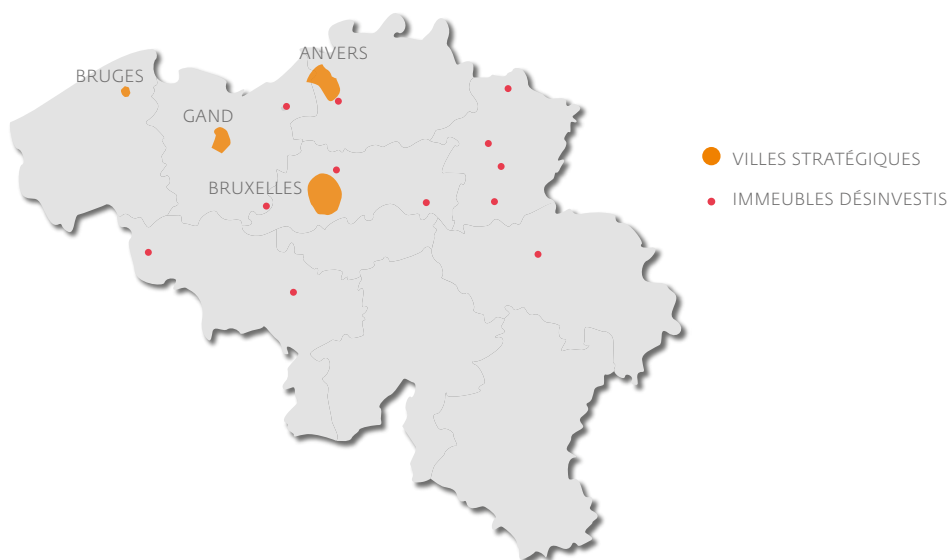 ANVERS
BRUGES
GAND
BRUXELLES
VILLES STRATÉGIQUES
IMMEUBLES DÉSINVESTIS